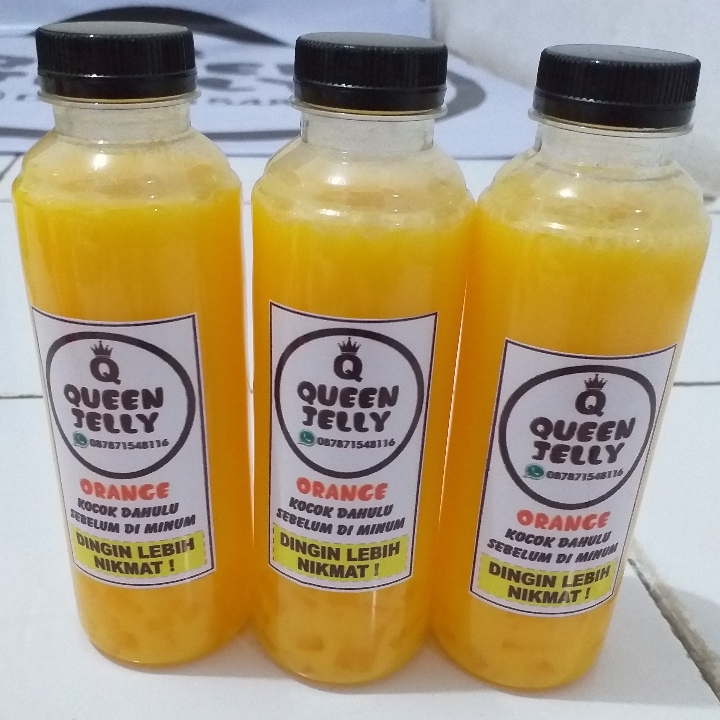 Q
QUEEN
JELLY
087871548116
ORANGE
KOCOK DAHULU
SEBELUM DI MINUM
DINGIN LEBIH
NIKMAT !
Q
QUEEN
JELLY
087871548116
ORANGE
KOCOK DAHULU
SEBELUM DI MINUM
DINGIN LEBIH
NIKMAT !
Q
QUEEN
JELLY
087871548116
ORANGE
KOCOK DAHULU
SEBELUM DI MINUM
DINGIN LEBIH
NIKMAT !